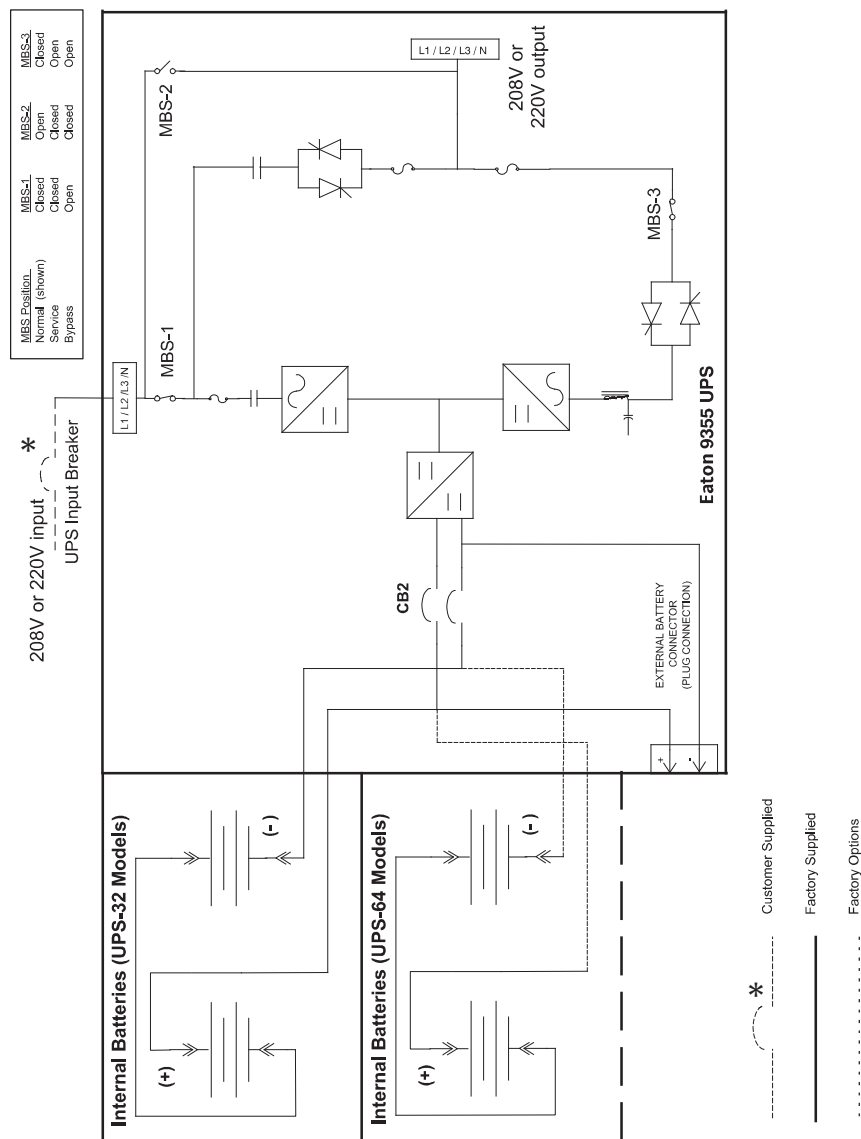 MBS Position MBS-1 MBS-2 MBS-3
Normal (shown) Closed Open Closed
Service Closed Closed Open
Bypass Open Closed Open
208V or 220V input *
UPS Input Breaker
L1 / L2 /L3 /N
MBS-1
MBS-2
L1 / L2 / L3 / N
208V or
220V output
MBS-3
Eaton 9355 UPS
CB2
EXTERNAL BATTERY
CONNECTOR
(PLUG CONNECTION)
+
-
Internal Batteries (UPS-32 Models)
(+)
(-)
Internal Batteries (UPS-64 Models)
(+)
(-)
*
Customer Supplied
Factory Supplied
Factory Options